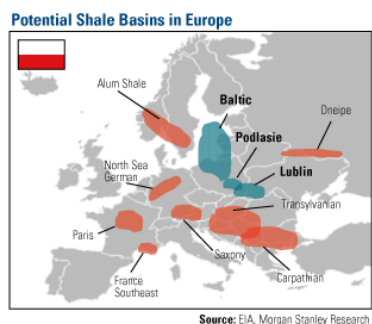 Potential Shale Basins in Europe
Alum Shale
Baltic
Dneipe
Podlasie
North Sea
German
Lublin
Transylvanian
Paris
Saxony
France
Southeast
Carpathian
Source: EIA, Morgan Stanley Research